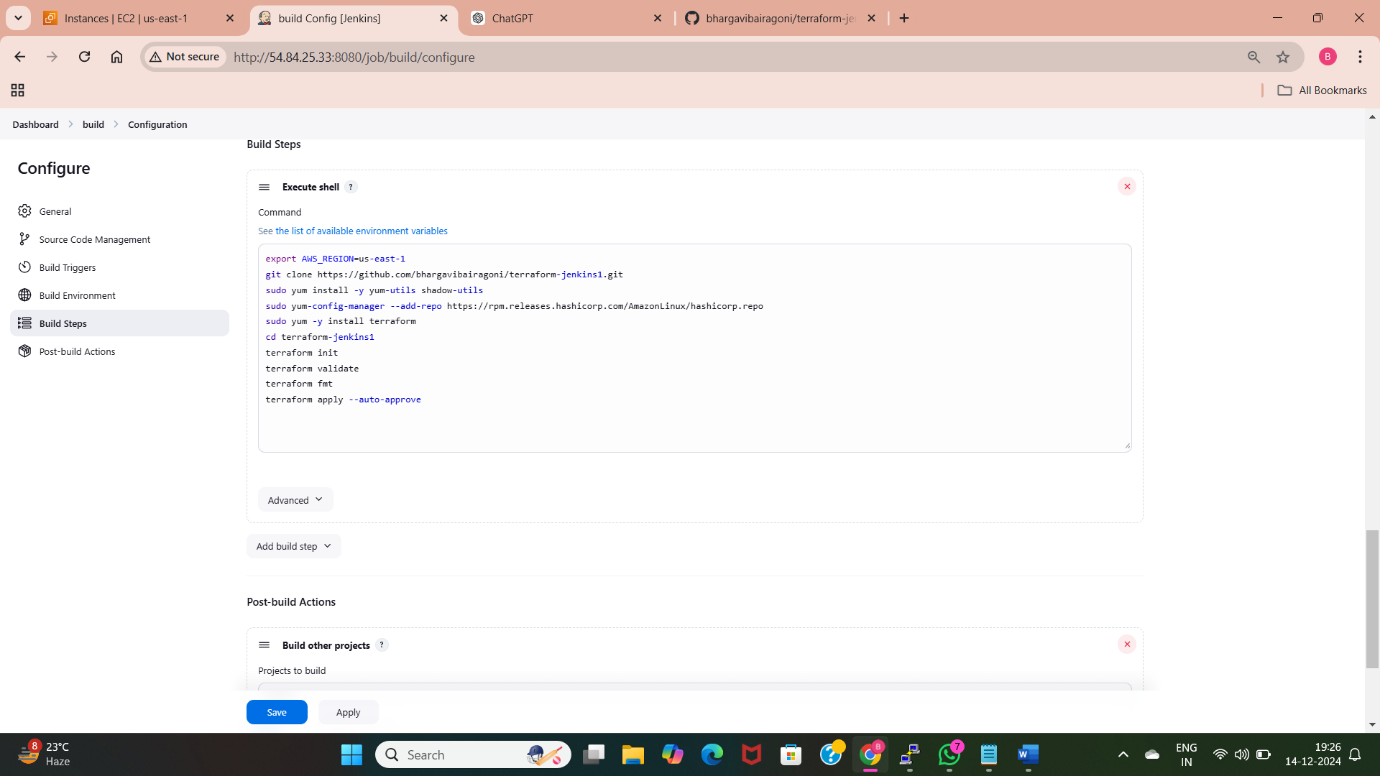 Instances | EC2 | us-east-1
build Config [Jenkins]
ChatGPT
bhargavibairagoni/terraform-je
Not secure
http://54.84.25.33:8080/job/build/configure
B
All Bookmarks
Dashboard > build > Configuration
Configure
General
Source Code Management
Build Triggers
Build Environment
Build Steps
Post-build Actions
Build Steps
Execute shell ?
Command
See the list of available environment variables
export AWS_REGION=us-east-1
git clone https://github.com/bhargavibairagoni/terraform-jenkins1.git
sudo yum install -y yum-utils shadow-utils
sudo yum-config-manager --add-repo https://rpm.releases.hashicorp.com/AmazonLinux/hashicorp.repo
sudo yum -y install terraform
cd terraform-jenkins1
terraform init
terraform validate
terraform fmt
terraform apply --auto-approve
Advanced
Add build step
Post-build Actions
Build other projects ?
Projects to build
Save
Apply
8
23°C
Haze
Search
B
7
ENG
IN
19:26
14-12-2024